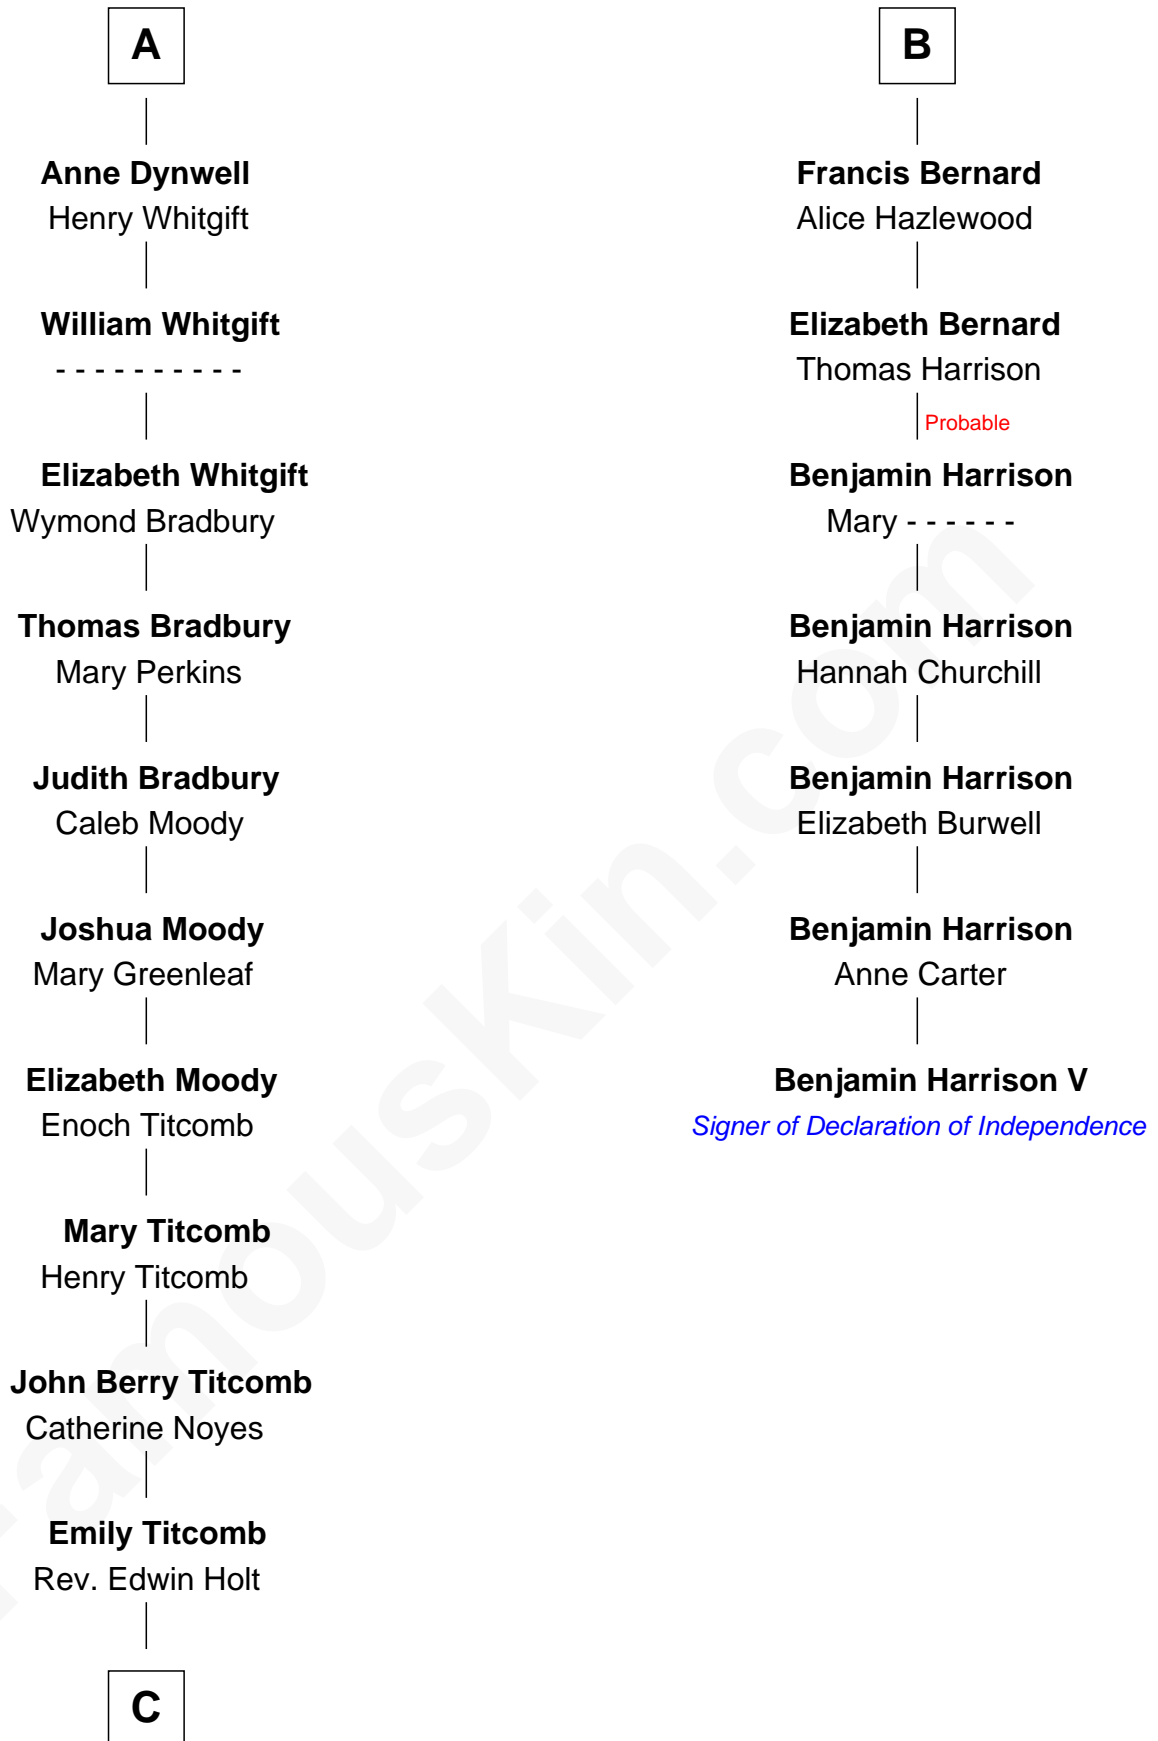 A
Anne Dynwell
Henry Whitgift
William Whitgift
- - - - - - - - - -
Elizabeth Whitgift
Wymond Bradbury
Thomas Bradbury
Mary Perkins
Judith Bradbury
Caleb Moody
Joshua Moody
Mary Greenleaf
Elizabeth Moody
Enoch Titcomb
Mary Titcomb
Henry Titcomb
John Berry Titcomb
Catherine Noyes
Emily Titcomb
Rev. Edwin Holt
C
B
Francis Bernard
Alice Hazlewood
Elizabeth Bernard
Thomas Harrison
Probable
Benjamin Harrison
Mary - - - - - -
Benjamin Harrison
Hannah Churchill
Benjamin Harrison
Elizabeth Burwell
Benjamin Harrison
Anne Carter
Benjamin Harrison V
Signer of Declaration of Independence
FamousKin.com